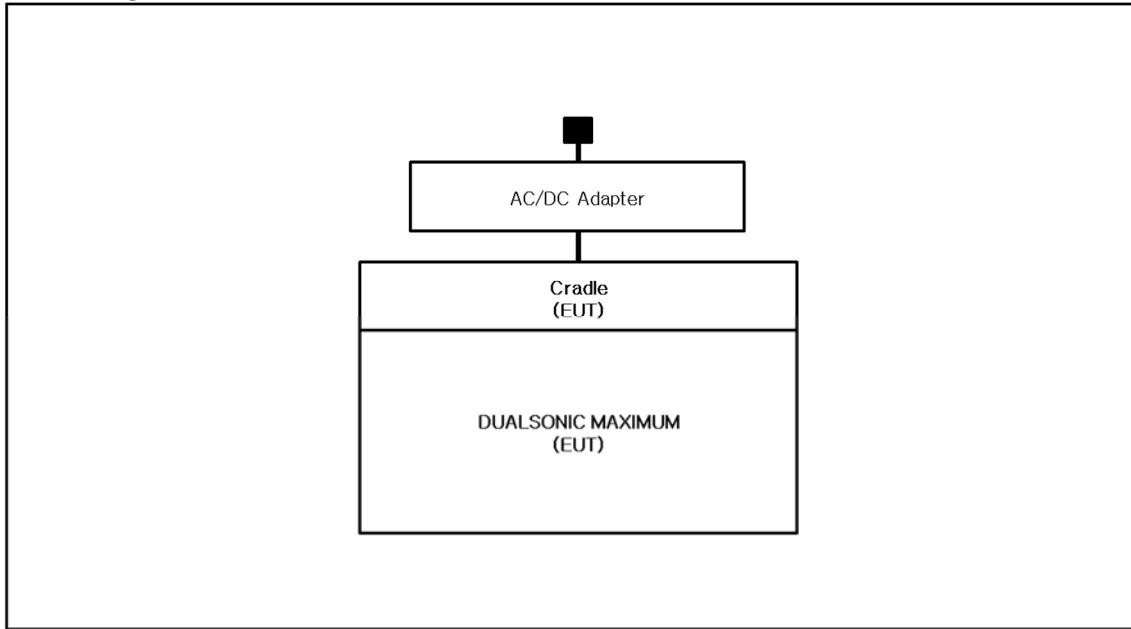 AC/DC Adapter
Cradle
(EUT)
DUALSONIC MAXIMUM
(EUT)